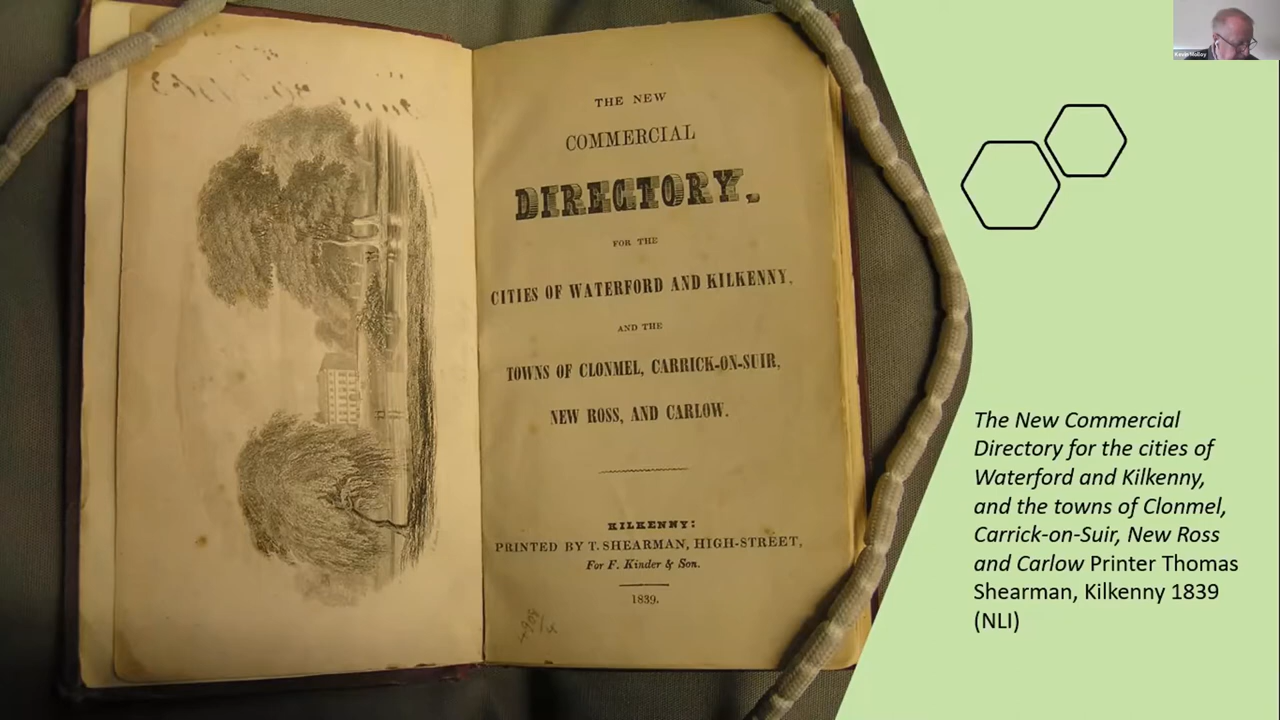 THE NEW
COMMERCIAL
DIRECTORY,
FOR THE
CITIES OF WATERFORD AND KILKENNY,
AND THE
TOWNS OF CLONMEL, CARRICK-ON-SUIR,
NEW ROSS, AND CARLOW.
KILKENNY:
PRINTED BY T. SHEARMAN, HIGH-STREET,
For F. Kinder & Son.
1839.
Kevin Molloy
The New Commercial
Directory for the cities of
Waterford and Kilkenny,
and the towns of Clonmel,
Carrick-on-Suir, New Ross
and Carlow Printer Thomas
Shearman, Kilkenny 1839
(NLI)